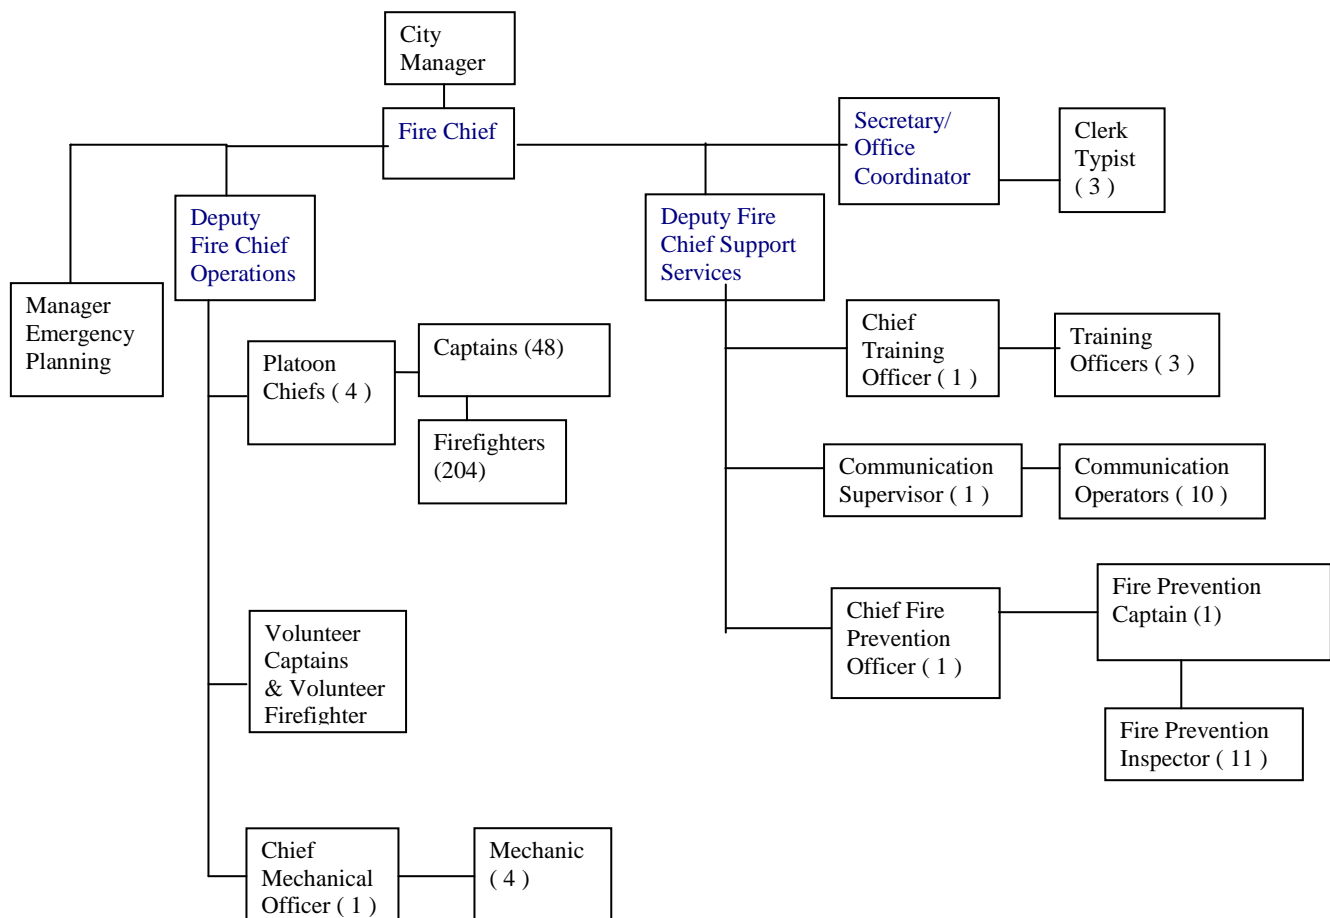 City
Manager
Fire Chief
Secretary/
Office
Coordinator
Clerk
Typist
( 3 )
Deputy
Fire Chief
Operations
Deputy Fire
Chief Support
Services
Manager
Emergency
Planning
Platoon
Chiefs ( 4 )
Captains (48)
Firefighters
(204)
Chief
Training
Officer ( 1 )
Training
Officers ( 3 )
Communication
Supervisor ( 1 )
Communication
Operators ( 10 )
Volunteer
Captains
& Volunteer
Firefighter
Chief Fire
Prevention
Officer ( 1 )
Fire Prevention
Captain (1)
Fire Prevention
Inspector ( 11 )
Chief
Mechanical
Officer ( 1 )
Mechanic
( 4 )